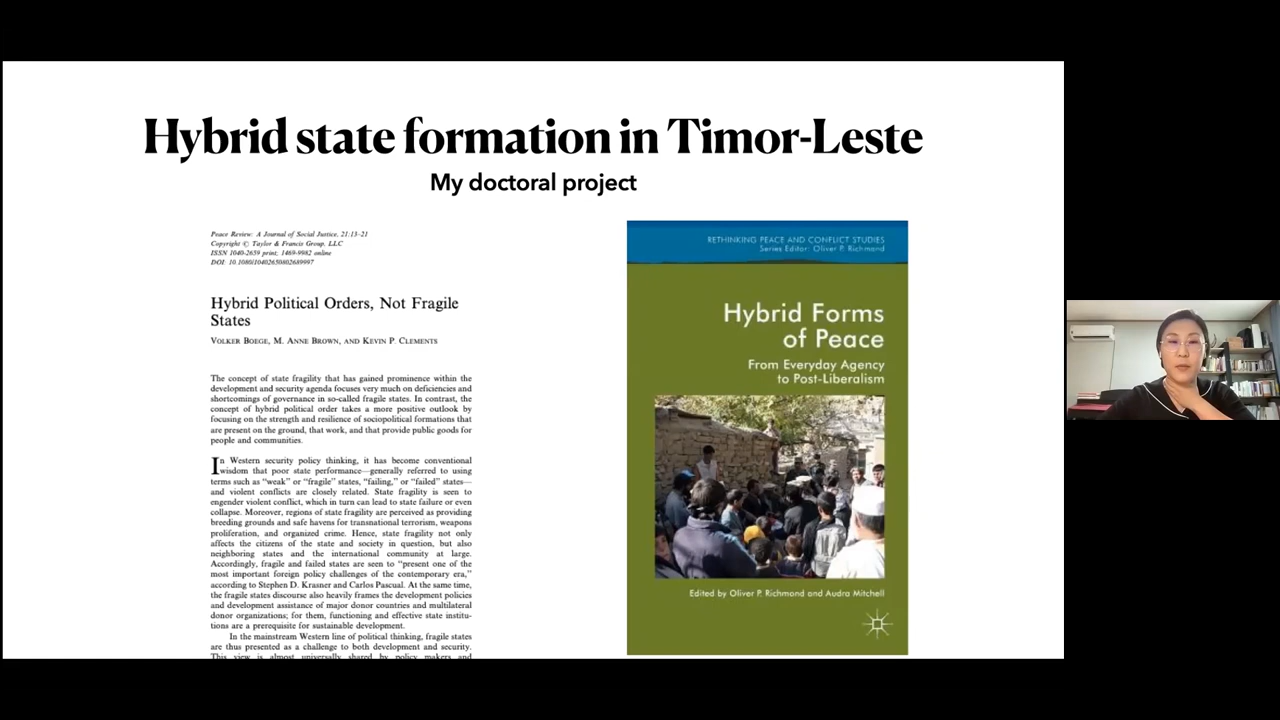 Hybrid state formation in Timor-Leste
My doctoral project
Peace Review: A Journal of Social Justice, 21:13–21
Copyright © Taylor & Francis Group, LLC
ISSN 1040-2659 print; 1469-9982 online
DOI: 10.1080/10402650802689997
Hybrid Political Orders, Not Fragile
States
VOLKER BOEGE, M. ANNE BROWN, AND KEVIN P. CLEMENTS
The concept of state fragility that has gained prominence within the
development and security agenda focuses very much on deficiencies and
shortcomings of governance in so-called fragile states. In contrast, the
concept of hybrid political order takes a more positive outlook by
focusing on the strength and resilience of sociopolitical formations that
are present on the ground, that work, and that provide public goods for
people and communities.
In Western security policy thinking, it has become conventional
wisdom that poor state performance—generally referred to using
terms such as “weak” or “fragile” states, “failing,” or “failed” states—
and violent conflicts are closely related. State fragility is seen to
engender violent conflict, which in turn can lead to state failure or even
collapse. Moreover, regions of state fragility are perceived as providing
breeding grounds and safe havens for transnational terrorism, weapons
proliferation, and organized crime. Hence, state fragility not only
affects the citizens of the state and society in question, but also
neighboring states and the international community at large.
Accordingly, fragile and failed states are seen to “present one of the
most important foreign policy challenges of the contemporary era,”
according to Stephen D. Krasner and Carlos Pascual. At the same time,
the fragile states discourse also heavily frames the development policies
and development assistance of major donor countries and multilateral
donor organizations; for them, functioning and effective state institu-
tions are a prerequisite for sustainable development.
In the mainstream Western line of political thinking, fragile states
are thus presented as a challenge to both development and security.
This view is almost universally shared by policy makers and
RETHINKING PEACE AND CONFLICT STUDIES
Series Editor: Oliver P. Richmond
Hybrid Forms
of Peace
From Everyday Agency
to Post-Liberalism
Edited by Oliver P. Richmond and Audra Mitchell